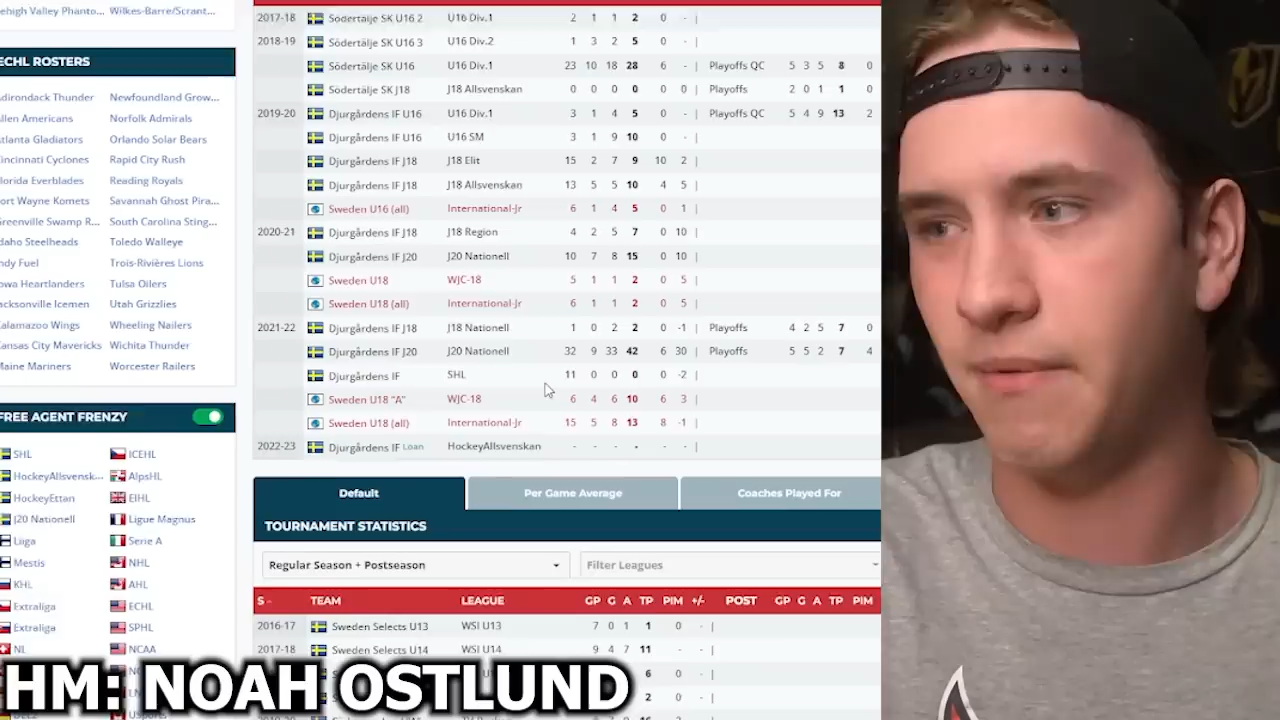 ehigh Valley Phanto... Wilkes-Barre/Scrant...
ECHL ROSTERS
dirondack Thunder Newfoundland Grow...
llen Americans Norfolk Admirals
tlanta Gladiators Orlando Solar Bears
incinnati Cyclones Rapid City Rush
lorida Everblades Reading Royals
ort Wayne Komets Savannah Ghost Pira...
reenville Swamp R... South Carolina Sting...
daho Steelheads Toledo Walleye
ndy Fuel Trois-Rivières Lions
owa Heartlanders Tulsa Oilers
acksonville Icemen Utah Grizzlies
alamazoo Wings Wheeling Nailers
ansas City Mavericks Wichita Thunder
aine Mariners Worcester Railers
FREE AGENT FRENZY
SHL ICEHL
HockeyAllsvensk... AlpsHL
HockeyEttan EIHL
J20 Nationell Ligue Magnus
Liiga Serie A
Mestis NHL
KHL AHL
Extraliga ECHL
Extraliga SPHL
NL NCAA
2017-18 Södertälje SK U16 2 U16 Div.1 2 1 1 2 0 - |
2018-19 Södertälje SK U16 3 U16 Div.2 1 3 2 5 0 - |
Södertälje SK U16 U16 Div.1 23 10 18 28 6 - | Playoffs QC 5 3 5 8 0
Södertälje SK J18 J18 Allsvenskan 0 0 0 0 0 - | Playoffs 2 0 1 1 0
2019-20 Djurgårdens IF U16 U16 Div.1 3 1 4 5 0 - | Playoffs QC 5 4 9 13 2
Djurgårdens IF U16 U16 SM 3 1 9 10 0 - |
Djurgårdens IF J18 J18 Elit 15 2 7 9 10 2 |
Djurgårdens IF J18 J18 Allsvenskan 13 5 5 10 4 5 |
Sweden U16 (all) International-Jr 6 1 4 5 0 1 |
2020-21 Djurgårdens IF J18 J18 Region 4 2 5 7 0 10 |
Djurgårdens IF J20 J20 Nationell 10 7 8 15 0 10 |
Sweden U18 WJC-18 5 1 1 2 0 5 |
Sweden U18 (all) International-Jr 6 1 1 2 0 5 |
2021-22 Djurgårdens IF J18 J18 Nationell 1 0 2 2 0 -1 | Playoffs 4 2 5 7 0
Djurgårdens IF J20 J20 Nationell 32 9 33 42 6 30 | Playoffs 5 5 2 7 4
Djurgårdens IF SHL 11 0 0 0 0 -2 |
Sweden U18 "A" WJC-18 6 4 6 10 6 3 |
Sweden U18 (all) International-Jr 15 5 8 13 8 -1 |
2022-23 Djurgårdens IF Loan HockeyAllsvenskan - - - - - - |
Default Per Game Average Coaches Played For
TOURNAMENT STATISTICS
Regular Season + Postseason Filter Leagues
S TEAM LEAGUE GP G A TP PIM +/- POST GP G A TP PIM
2016-17 Sweden Selects U13 WSI U13 7 0 1 1 0 - |
2017-18 Sweden Selects U14 WSI U14 9 4 7 11 - - |
6 0 - |
2 0 - |
HM: NOAH OSTLUND